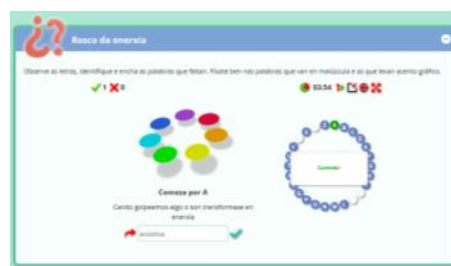 ¿?
Rosco da enerxía
Observe as letras, identifique e encha as palabras que faltan. Fíxate ben nas palabras que van en maiúscula e as que levan acento gráfico.
1 0
03:54
Comeza por A
Cando golpeamos algo o son transfórmase en
enerxía
acústica
Correcto!